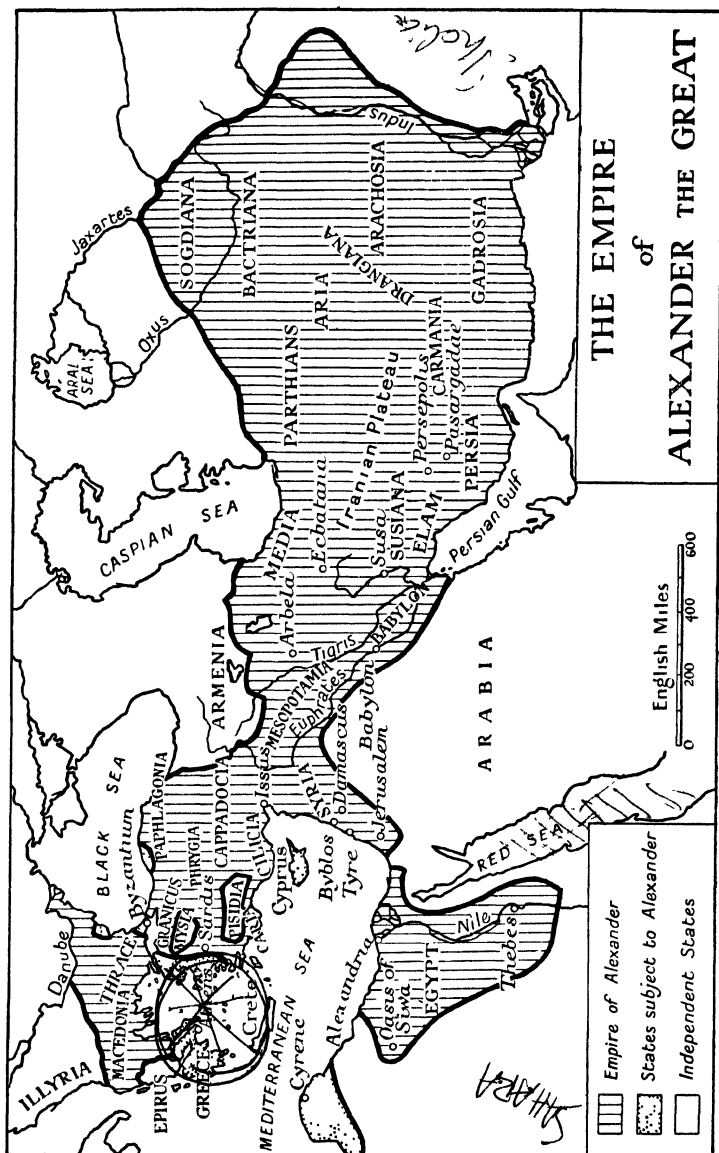 THE EMPIRE
of
ALEXANDER THE GREAT
Danube
ILLYRIA
THRACE
MACEDONIA
EPIRUS
GREECE
Athens
Crete
BLACK SEA
Byzantium
PAPHLAGONIA
GRANICUS
MYSIA
PHRYGIA
Sardus
CAPPADOCIA
PISIDIA
CILICIA
Issus
Cyprus
MEDITERRANEAN SEA
Cyrene
Alexandria
Oasis of
Siwa
EGYPT
Nile
Thebes
SAHARA
Byblos
Tyre
SYRIA
Damascus
Jerusalem
RED SEA
ARABIA
ARMENIA
MESOPOTAMIA
Euphrates
Tigris
Babylon
BABYLON
Arbela
MEDIA
Ecbatana
CASPIAN SEA
ARAL
SEA
Oxus
Jaxartes
SOGDIANA
BACTRIANA
PARTHIANS
ARIA
DRANGIANA
ARACHOSIA
Iranian Plateau
Susa
SUSIANA
ELAM
Persepolis
Pasargadae
CARMANIA
PERSIA
GADROSIA
Persian Gulf
Indus
India
English Miles
0 200 400 600
Empire of Alexander
States subject to Alexander
Independent States